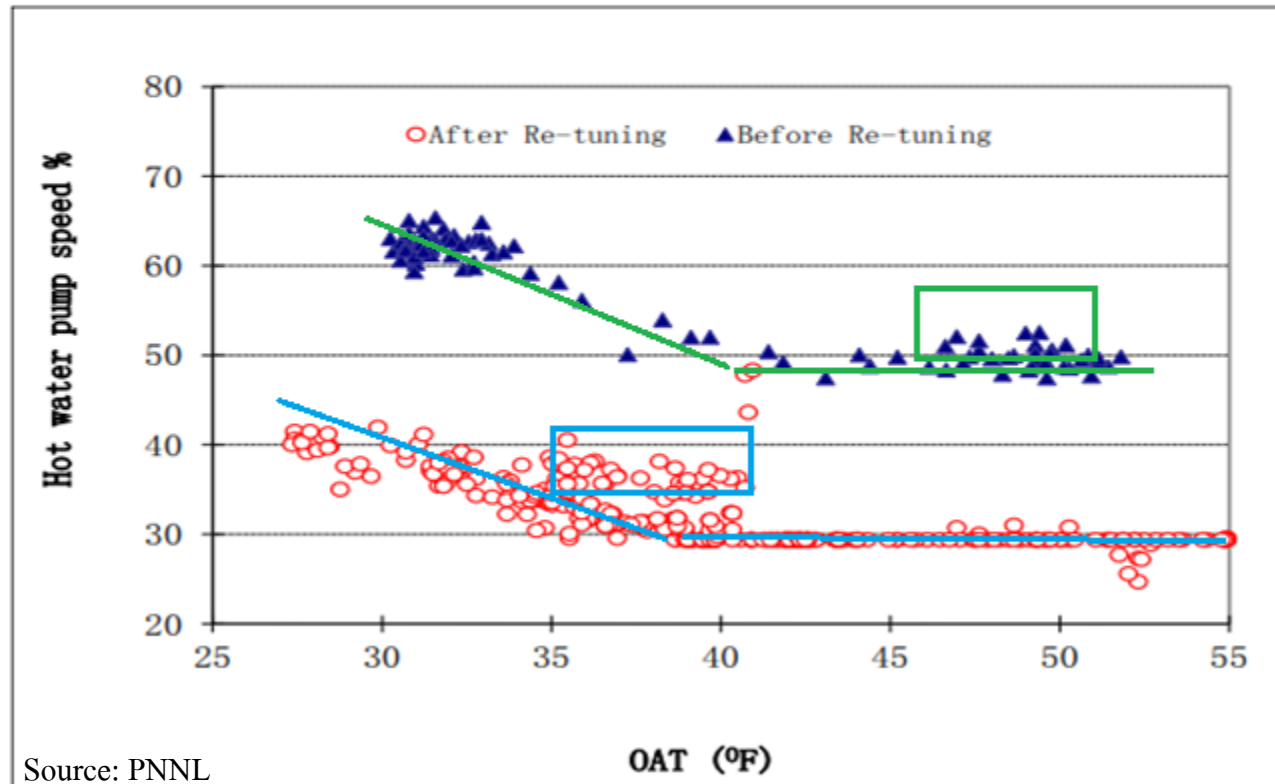 80
After Re-tuning Before Re-tuning
70
60
50
40
30
20
25 30 35 40 45 50 55
Hot water pump speed %
OAT (⁰F)
Source: PNNL